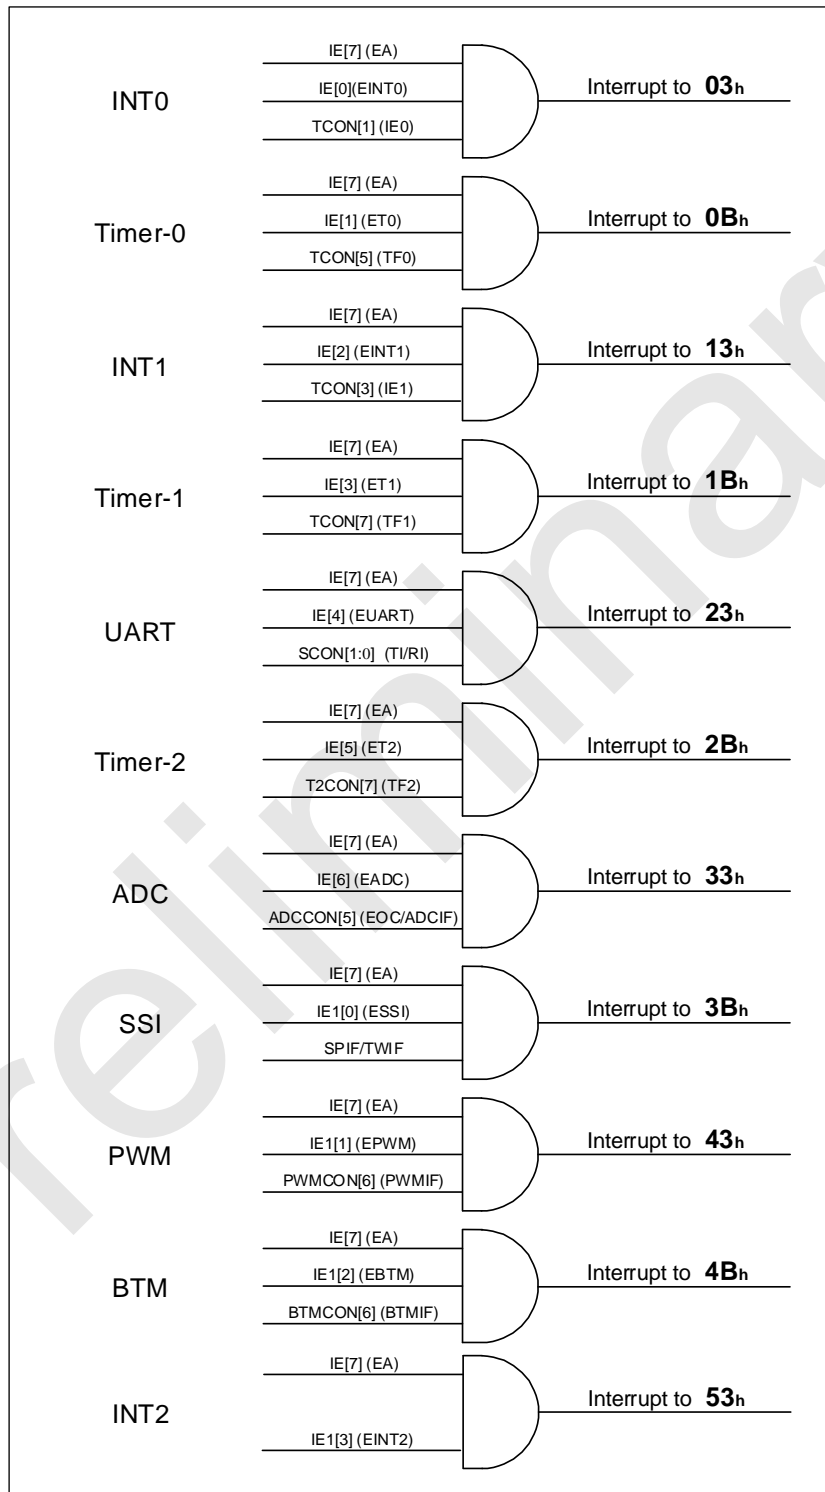 IE[7] (EA)
INT0 IE[0](EINT0) Interrupt to 03h
TCON[1] (IE0)
IE[7] (EA)
Timer-0 IE[1] (ET0) Interrupt to 0Bh
TCON[5] (TF0)
IE[7] (EA)
INT1 IE[2] (EINT1) Interrupt to 13h
TCON[3] (IE1)
IE[7] (EA)
Timer-1 IE[3] (ET1) Interrupt to 1Bh
TCON[7] (TF1)
IE[7] (EA)
UART IE[4] (EUART) Interrupt to 23h
SCON[1:0] (TI/RI)
IE[7] (EA)
Timer-2 IE[5] (ET2) Interrupt to 2Bh
T2CON[7] (TF2)
IE[7] (EA)
ADC IE[6] (EADC) Interrupt to 33h
ADCCON[5] (EOC/ADCIF)
IE[7] (EA)
SSI IE1[0] (ESSI) Interrupt to 3Bh
SPIF/TWIF
IE[7] (EA)
PWM IE1[1] (EPWM) Interrupt to 43h
PWMCON[6] (PWMIF)
IE[7] (EA)
BTM IE1[2] (EBTM) Interrupt to 4Bh
BTMCON[6] (BTMIF)
IE[7] (EA)
INT2 Interrupt to 53h
IE1[3] (EINT2)
relimina